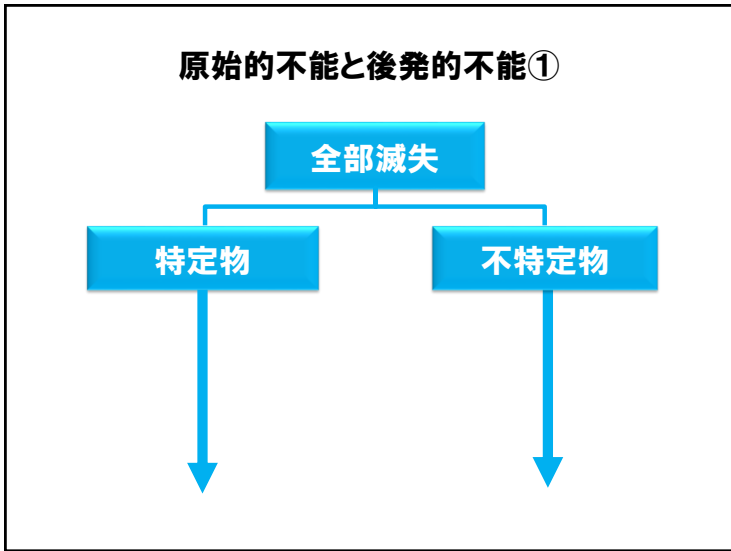 原始的不能と後発的不能①
全部滅失
特定物
不特定物